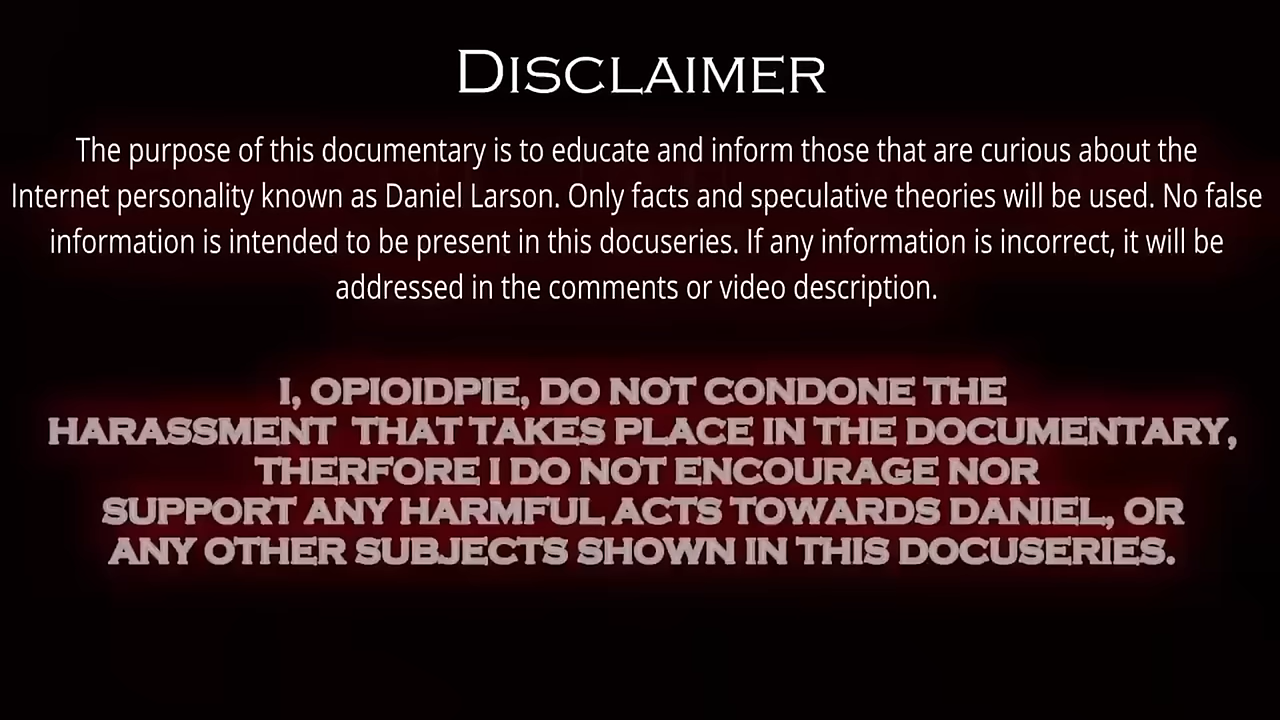 DISCLAIMER
The purpose of this documentary is to educate and inform those that are curious about the
Internet personality known as Daniel Larson. Only facts and speculative theories will be used. No false
information is intended to be present in this docuseries. If any information is incorrect, it will be
addressed in the comments or video description.
I, OPIOIDPIE, DO NOT CONDONE THE
HARASSMENT THAT TAKES PLACE IN THE DOCUMENTARY,
THERFORE I DO NOT ENCOURAGE NOR
SUPPORT ANY HARMFUL ACTS TOWARDS DANIEL, OR
ANY OTHER SUBJECTS SHOWN IN THIS DOCUSERIES.